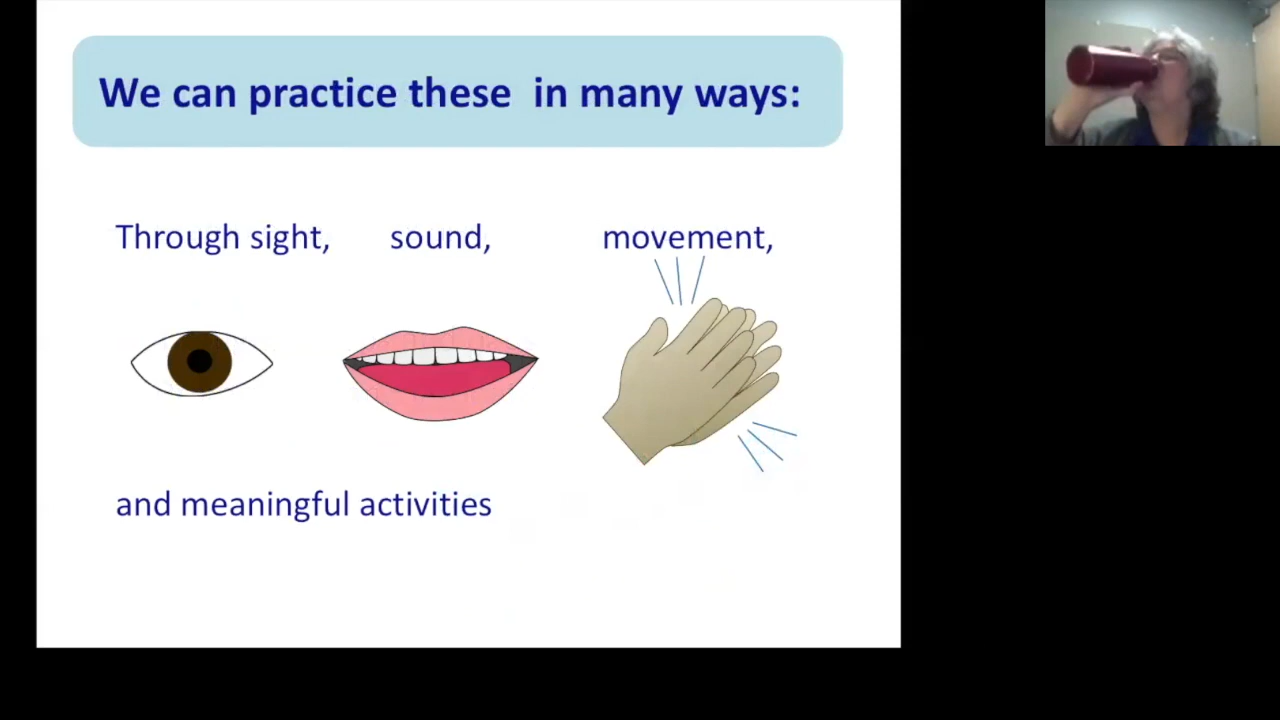 We can practice these in many ways:
Through sight, sound, movement,
and meaningful activities